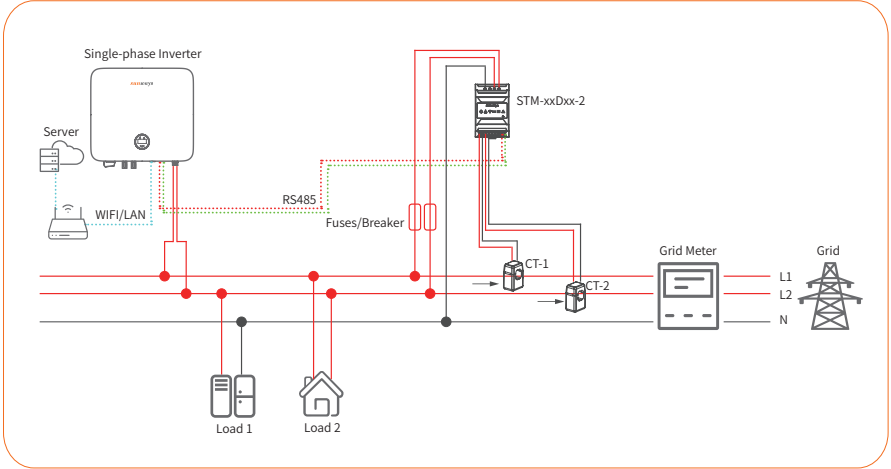 Single-phase Inverter
STM-xxDxx-2
Server
WIFI/LAN
RS485
Fuses/Breaker
CT-1
CT-2
Grid Meter
Grid
L1
L2
N
Load 1
Load 2